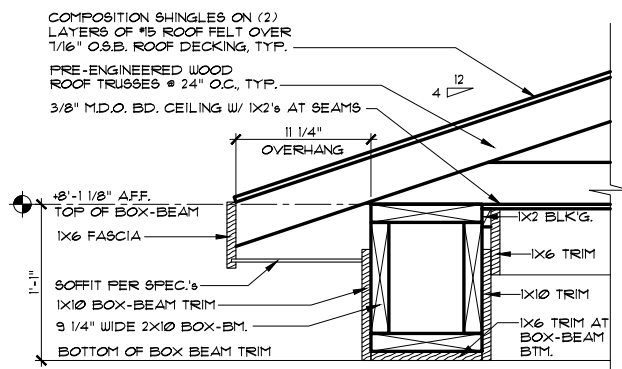 COMPOSITION SHINGLES ON (2)
LAYERS OF #15 ROOF FELT OVER
7/16" O.S.B. ROOF DECKING, TYP.
PRE-ENGINEERED WOOD
ROOF TRUSSES @ 24" O.C., TYP.
12
4
3/8" M.D.O. BD. CEILING W/ 1X2's AT SEAMS
11 1/4"
OVERHANG
+8'-1 1/8" A.F.F.
TOP OF BOX-BEAM
1X2 BLK'G.
1X6 FASCIA
1X6 TRIM
1'-1"
SOFFIT PER SPEC.'s
1X10 BOX-BEAM TRIM
1X10 TRIM
9 1/4" WIDE 2X10 BOX-BM.
1X6 TRIM AT
BOX-BEAM
BTM.
BOTTOM OF BOX BEAM TRIM